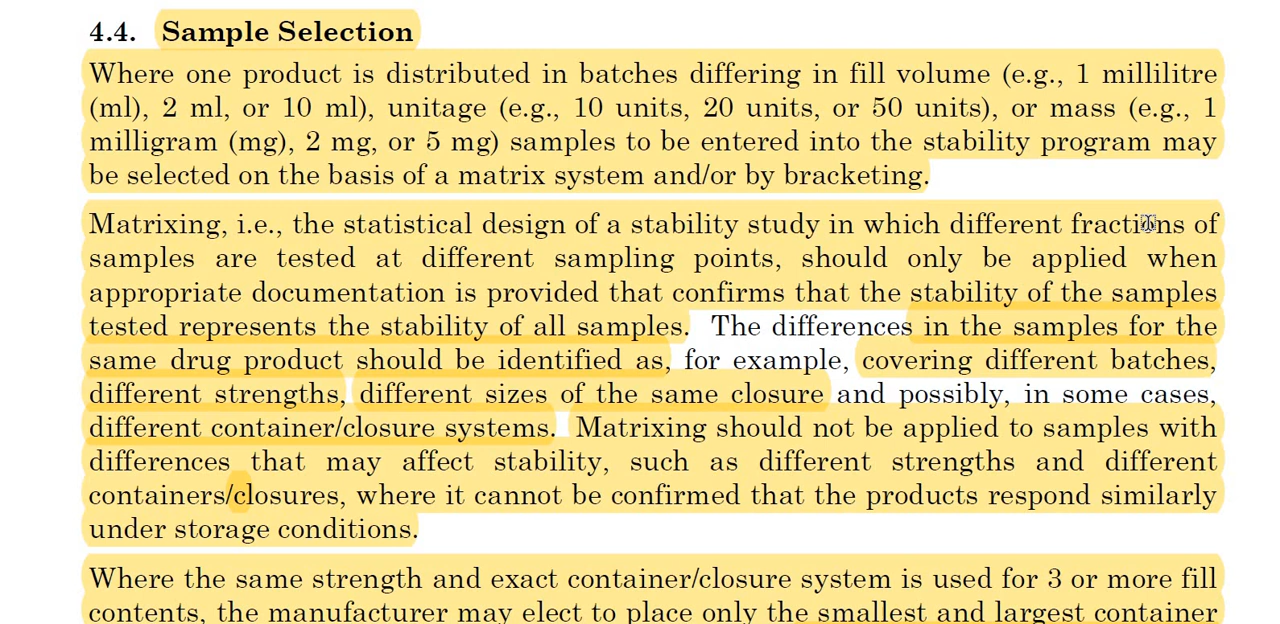 4.4. Sample Selection
Where one product is distributed in batches differing in fill volume (e.g., 1 millilitre
(ml), 2 ml, or 10 ml), unitage (e.g., 10 units, 20 units, or 50 units), or mass (e.g., 1
milligram (mg), 2 mg, or 5 mg) samples to be entered into the stability program may
be selected on the basis of a matrix system and/or by bracketing.
Matrixing, i.e., the statistical design of a stability study in which different fractions of
samples are tested at different sampling points, should only be applied when
appropriate documentation is provided that confirms that the stability of the samples
tested represents the stability of all samples. The differences in the samples for the
same drug product should be identified as, for example, covering different batches,
different strengths, different sizes of the same closure and possibly, in some cases,
different container/closure systems. Matrixing should not be applied to samples with
differences that may affect stability, such as different strengths and different
containers/closures, where it cannot be confirmed that the products respond similarly
under storage conditions.
Where the same strength and exact container/closure system is used for 3 or more fill
contents, the manufacturer may elect to place only the smallest and largest container